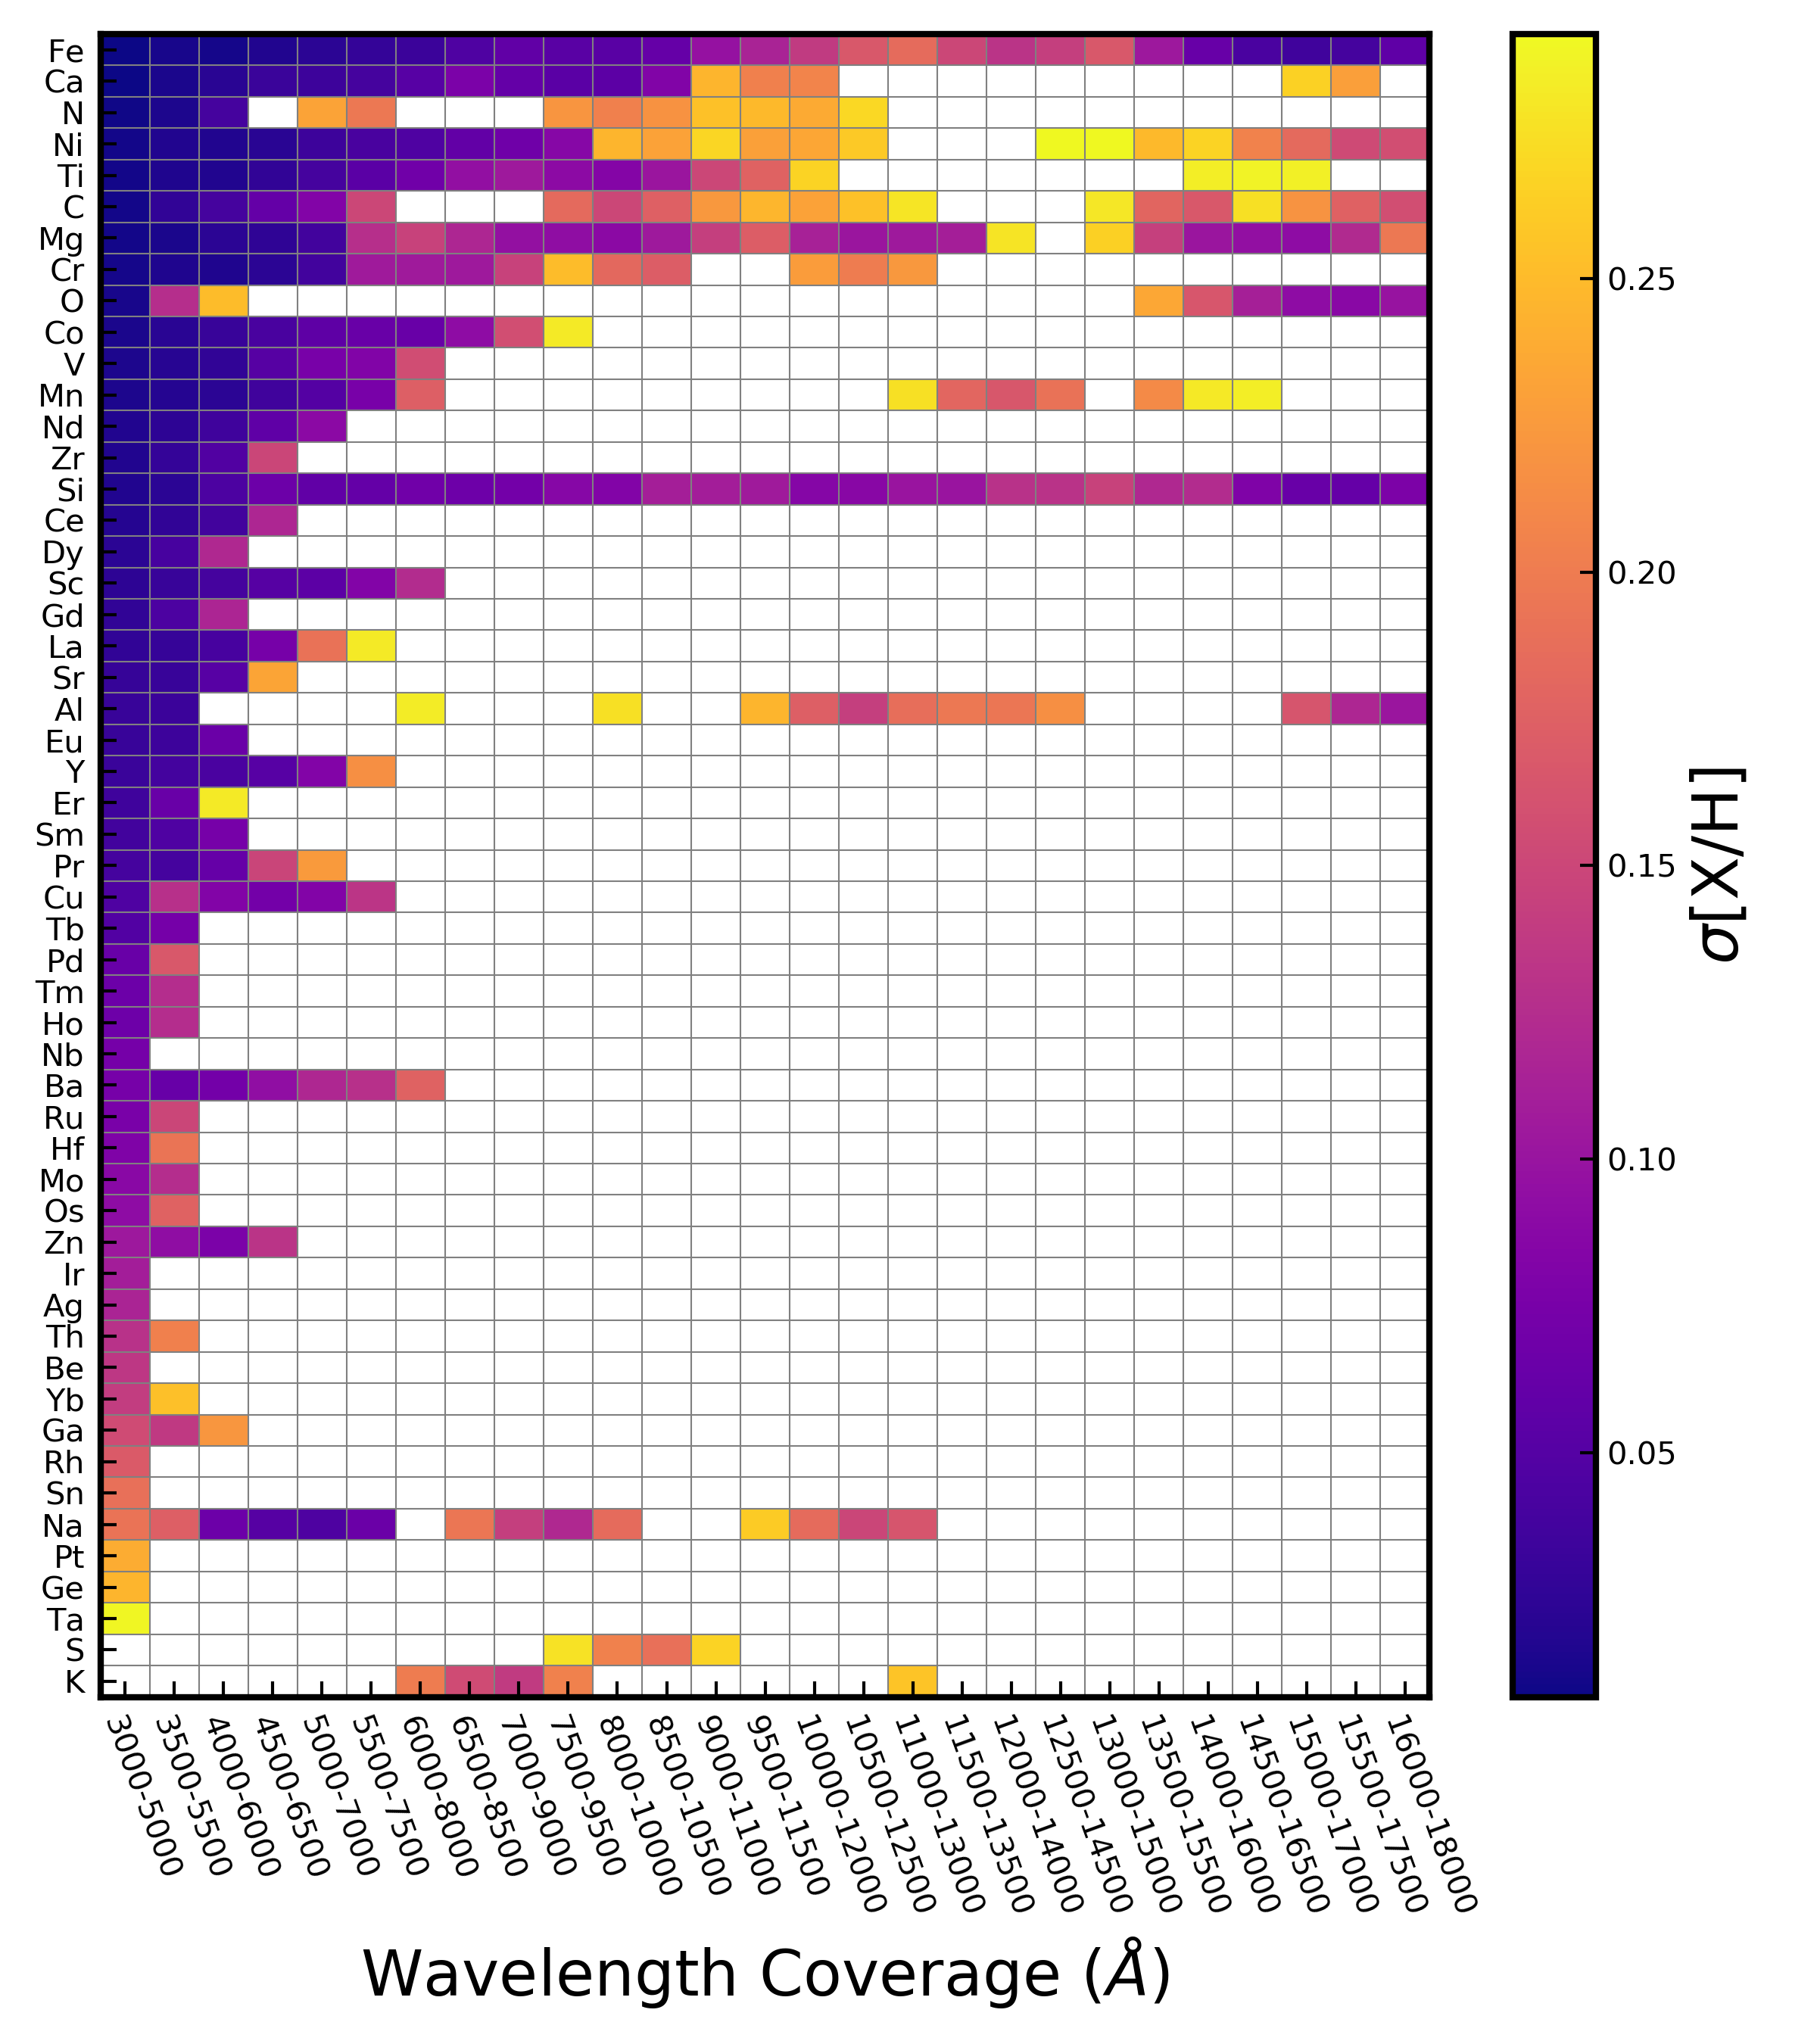 Fe
Ca
N
Ni
Ti
C
Mg
Cr
O
Co
V
Mn
Nd
Zr
Si
Ce
Dy
Sc
Gd
La
Sr
Al
Eu
Y
Er
Sm
Pr
Cu
Tb
Pd
Tm
Ho
Nb
Ba
Ru
Hf
Mo
Os
Zn
Ir
Ag
Th
Be
Yb
Ga
Rh
Sn
Na
Pt
Ge
Ta
S
K
3000-5000
3500-5500
4000-6000
4500-6500
5000-7000
5500-7500
6000-8000
6500-8500
7000-9000
7500-9500
8000-10000
8500-10500
9000-11000
9500-11500
10000-12000
10500-12500
11000-13000
11500-13500
12000-14000
12500-14500
13000-15000
13500-15500
14000-16000
14500-16500
15000-17000
15500-17500
16000-18000
Wavelength Coverage (Å)
0.25
0.20
0.15
0.10
0.05
σ[X/H]